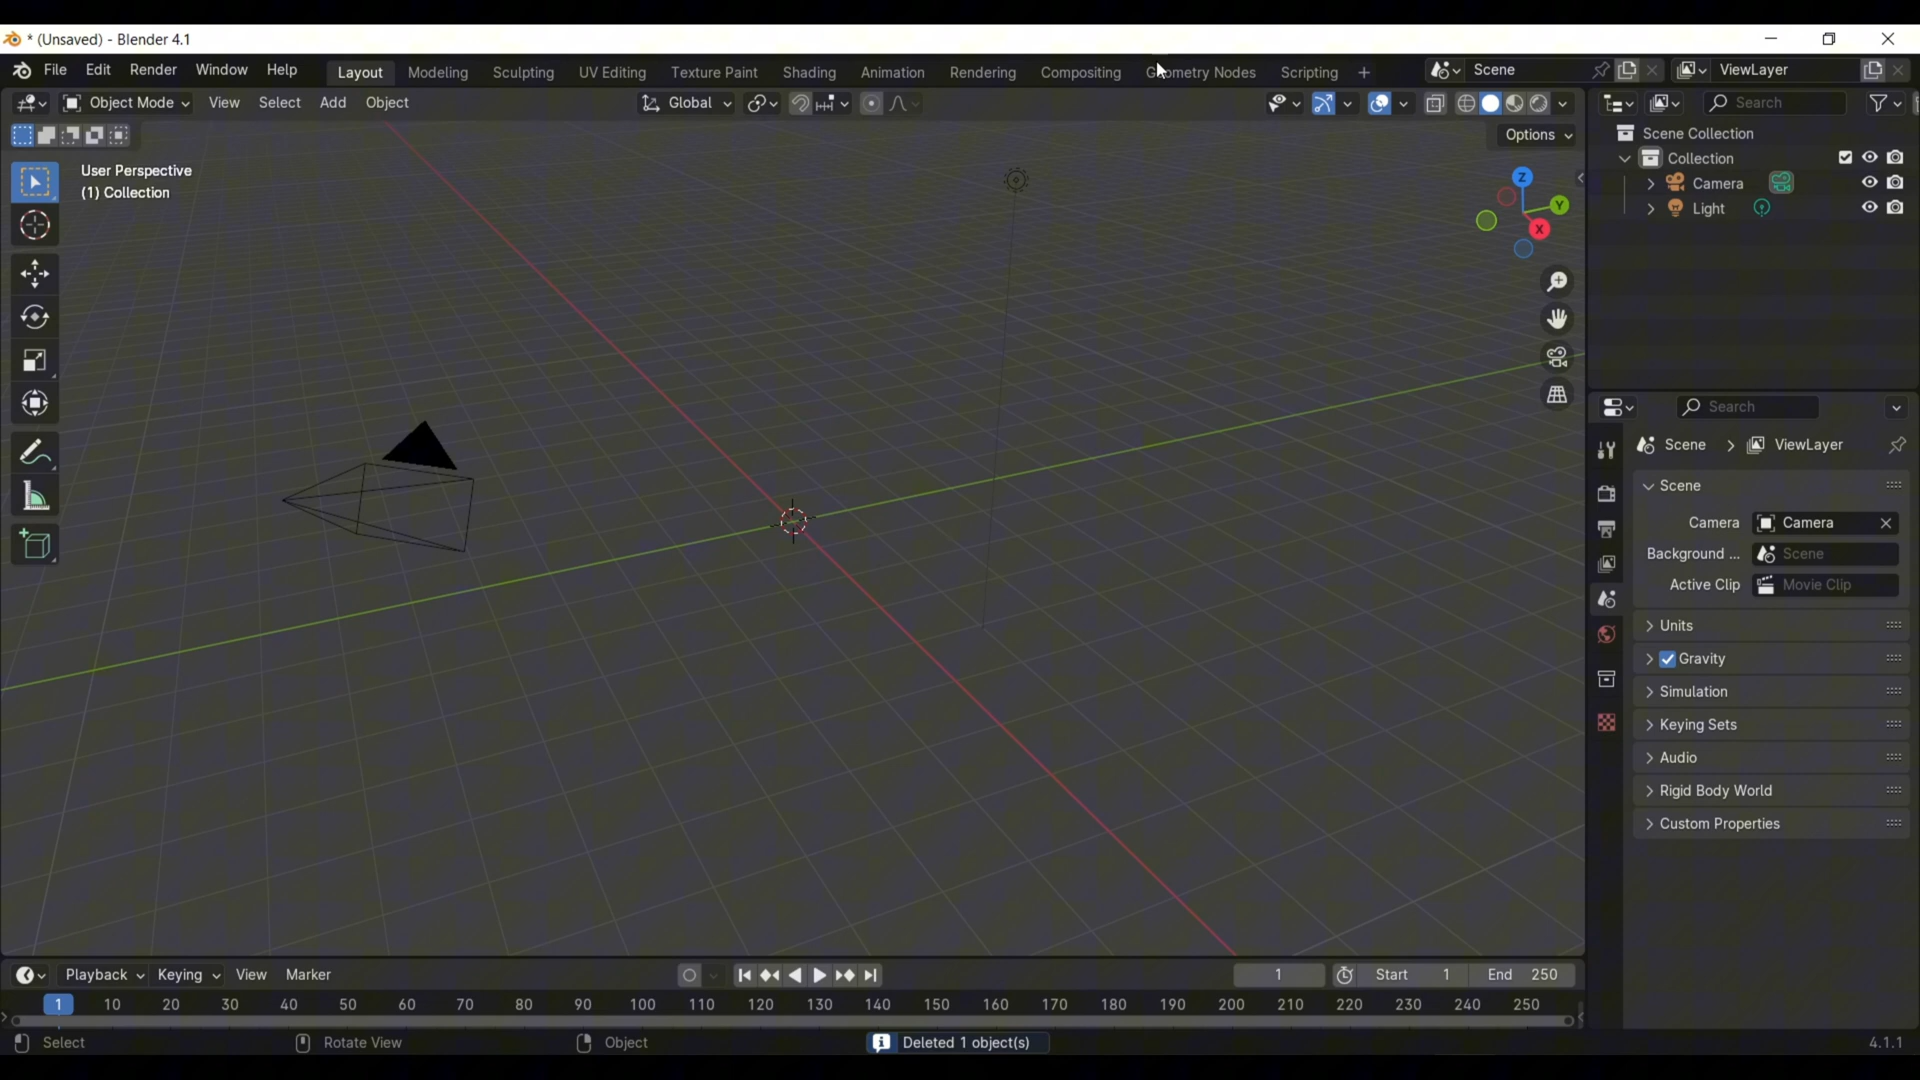 * (Unsaved) - Blender 4.1
File Edit Render Window Help Layout Modeling Sculpting UV Editing Texture Paint Shading Animation Rendering Compositing Geometry Nodes Scripting + Scene ViewLayer
Object Mode View Select Add Object Global Search
Options
User Perspective
(1) Collection
Z
Y
X
Scene Collection
Collection
Camera
Light
Search
Scene > ViewLayer
Scene
Camera Camera
Background ... Scene
Active Clip Movie Clip
Units
Gravity
Simulation
Keying Sets
Audio
Rigid Body World
Custom Properties
Playback Keying View Marker 1 Start 1 End 250
1 10 20 30 40 50 60 70 80 90 100 110 120 130 140 150 160 170 180 190 200 210 220 230 240 250
Select Rotate View Object Deleted 1 object(s) 4.1.1